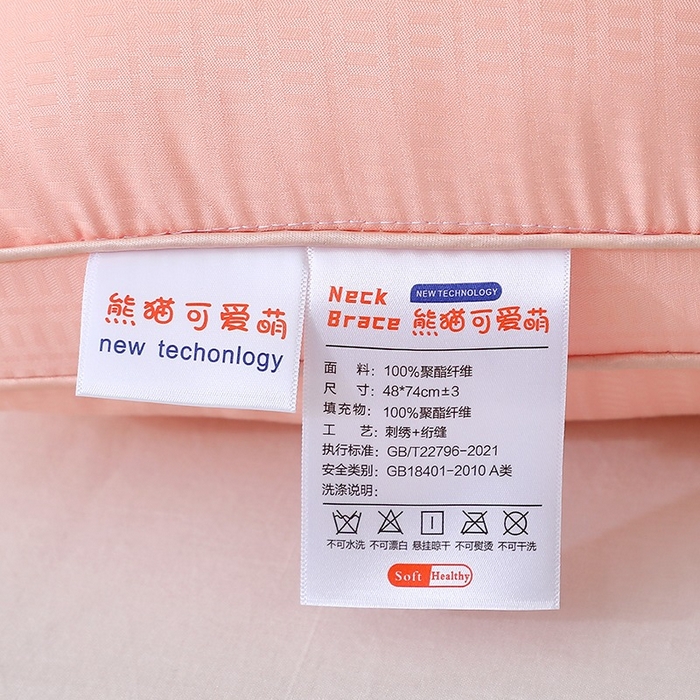 熊猫可爱萌
new techonlogy
Neck Brace
NEW TECHNOLOGY
熊猫可爱萌
面 料：100%聚酯纤维
尺 寸：48*74cm±3
填充物：100%聚酯纤维
工 艺：刺绣+绗缝
执行标准：GB/T22796-2021
安全类别：GB18401-2010 A类
洗涤说明：
不可水洗 不可漂白 悬挂晾干 不可熨烫 不可干洗
Soft Healthy